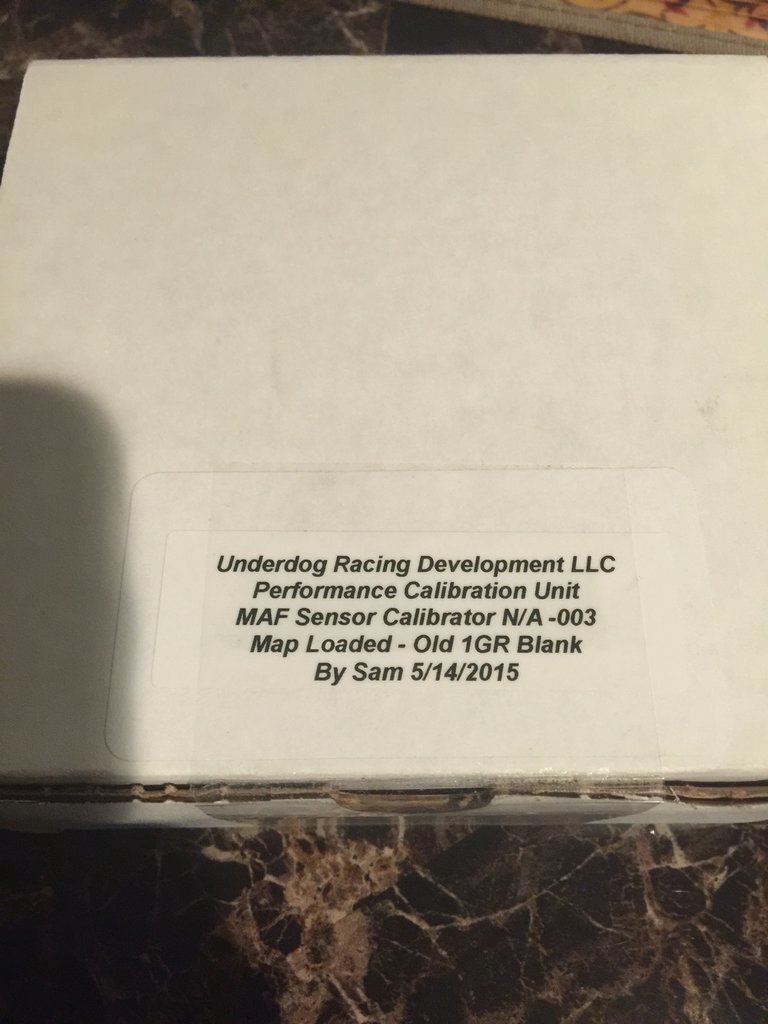 Underdog Racing Development LLC
Performance Calibration Unit
MAF Sensor Calibrator N/A -003
Map Loaded - Old 1GR Blank
By Sam 5/14/2015